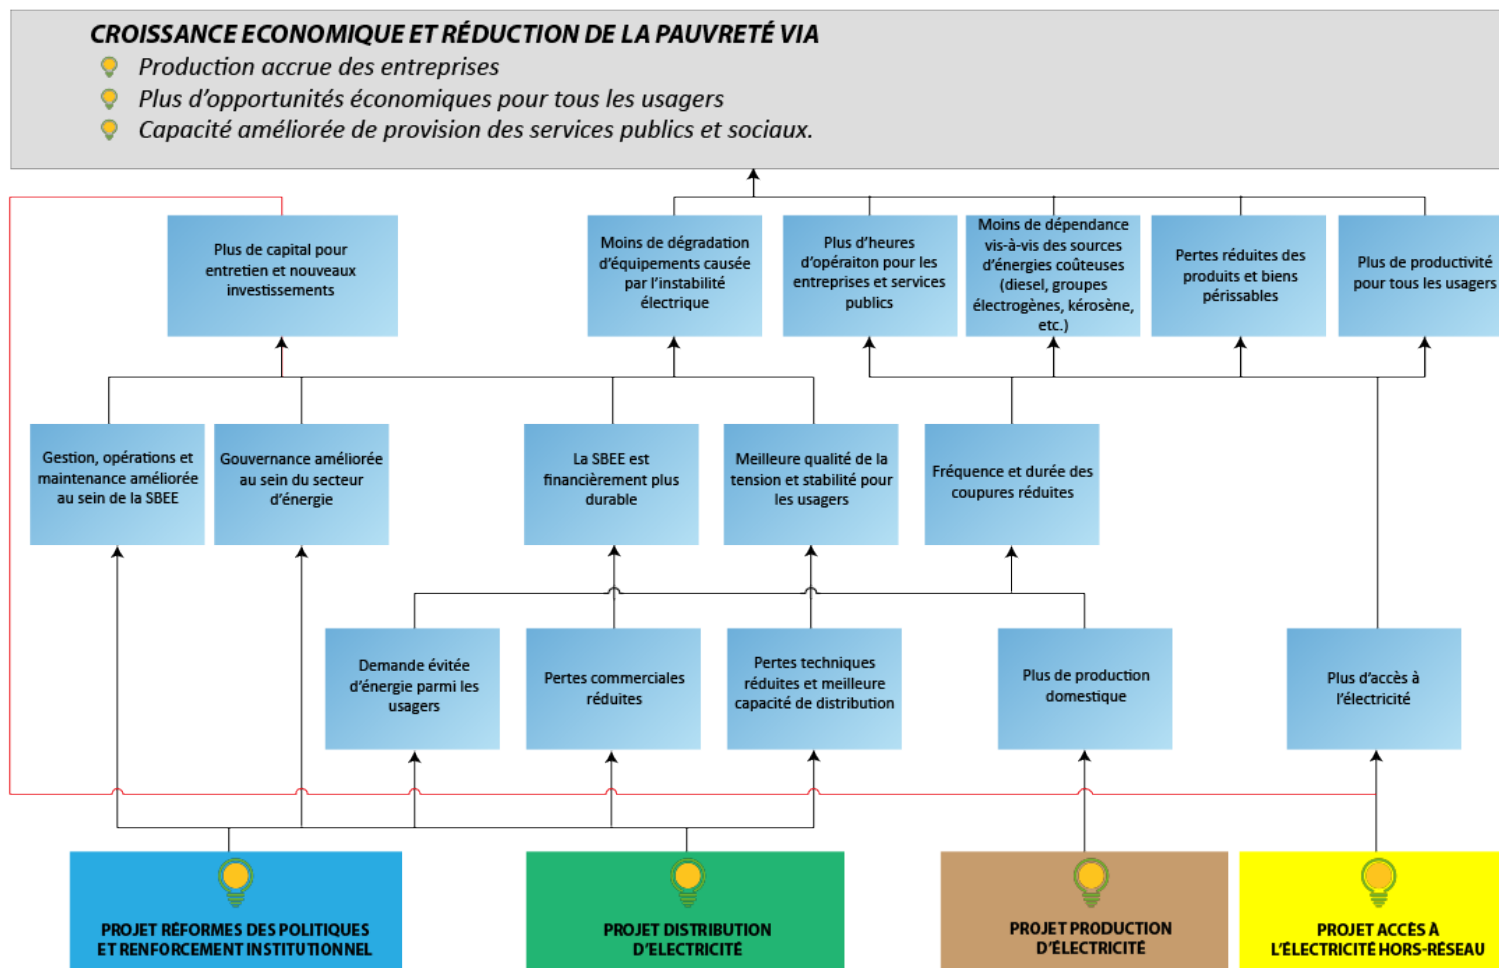 CROISSANCE ECONOMIQUE ET RÉDUCTION DE LA PAUVRETÉ VIA
Production accrue des entreprises
Plus d'opportunités économiques pour tous les usagers
Capacité améliorée de provision des services publics et sociaux.
Plus de capital pour
entretien et nouveaux
investissements
Moins de dégradation
d'équipements causée
par l'instabilité
électrique
Plus d'heures
d'opéraiton pour les
entreprises et services
publics
Moins de dépendance
vis-à-vis des sources
d'énergies coûteuses
(diesel, groupes
électrogènes, kérosène,
etc.)
Pertes réduites des
produits et biens
périssables
Plus de productivité
pour tous les usagers
Gestion, opérations et
maintenance améliorée
au sein de la SBEE
Gouvernance améliorée
au sein du secteur
d'énergie
La SBEE est
financièrement plus
durable
Meilleure qualité de la
tension et stabilité pour
les usagers
Fréquence et durée des
coupures réduites
Demande évitée
d'énergie parmi les
usagers
Pertes commerciales
réduites
Pertes techniques
réduites et meilleure
capacité de distribution
Plus de production
domestique
Plus d'accès à
l'électricité
PROJET RÉFORMES DES POLITIQUES
ET RENFORCEMENT INSTITUTIONNEL
PROJET DISTRIBUTION
D'ELECTRICITÉ
PROJET PRODUCTION
D'ÉLECTRICITÉ
PROJET ACCÈS À
L'ÉLECTRICITÉ HORS-RÉSEAU